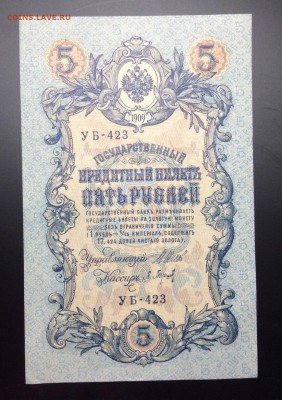 COINS.LAVE.RU
5 5
1909
УБ-423
ГОСУДАРСТВЕННЫЙ
КРЕДИТНЫЙ БИЛЕТЪ
ПЯТЬ РУБЛЕЙ
ГОСУДАРСТВЕННЫЙ БАНКЪ РАЗМѢНИВАЕТЪ
КРЕДИТНЫЕ БИЛЕТЫ НА ЗОЛОТУЮ МОНЕТУ
БЕЗЪ ОГРАНИЧЕНІЯ СУММЫ
(1 РУБЛЬ = 1/15 ИМПЕРІАЛА, СОДЕРЖИТЪ
17,424 ДОЛЕЙ ЧИСТАГО ЗОЛОТА).
Управляющій
Кассиръ
УБ-423
5